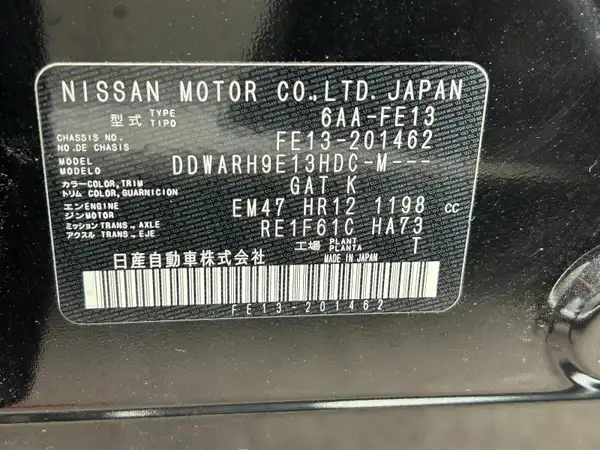 NISSAN MOTOR CO.,LTD. JAPAN
型式 TYPE TIPO 6AA-FE13
CHASSIS NO. NO.DE CHASIS FE13-201462
MODEL MODELO DDWARH9E13HDC-M---
カラー COLOR, TRIM トリム COLOR, GUARNICION GAT K
エンジン ENGINE MOTOR EM47 HR12 1198 CC
ミッション TRANS., AXLE アクスル TRANS., EJE RE1F61C HA73
工場 PLANT PLANTA T
日産自動車株式会社 MADE IN JAPAN
FE13-201462